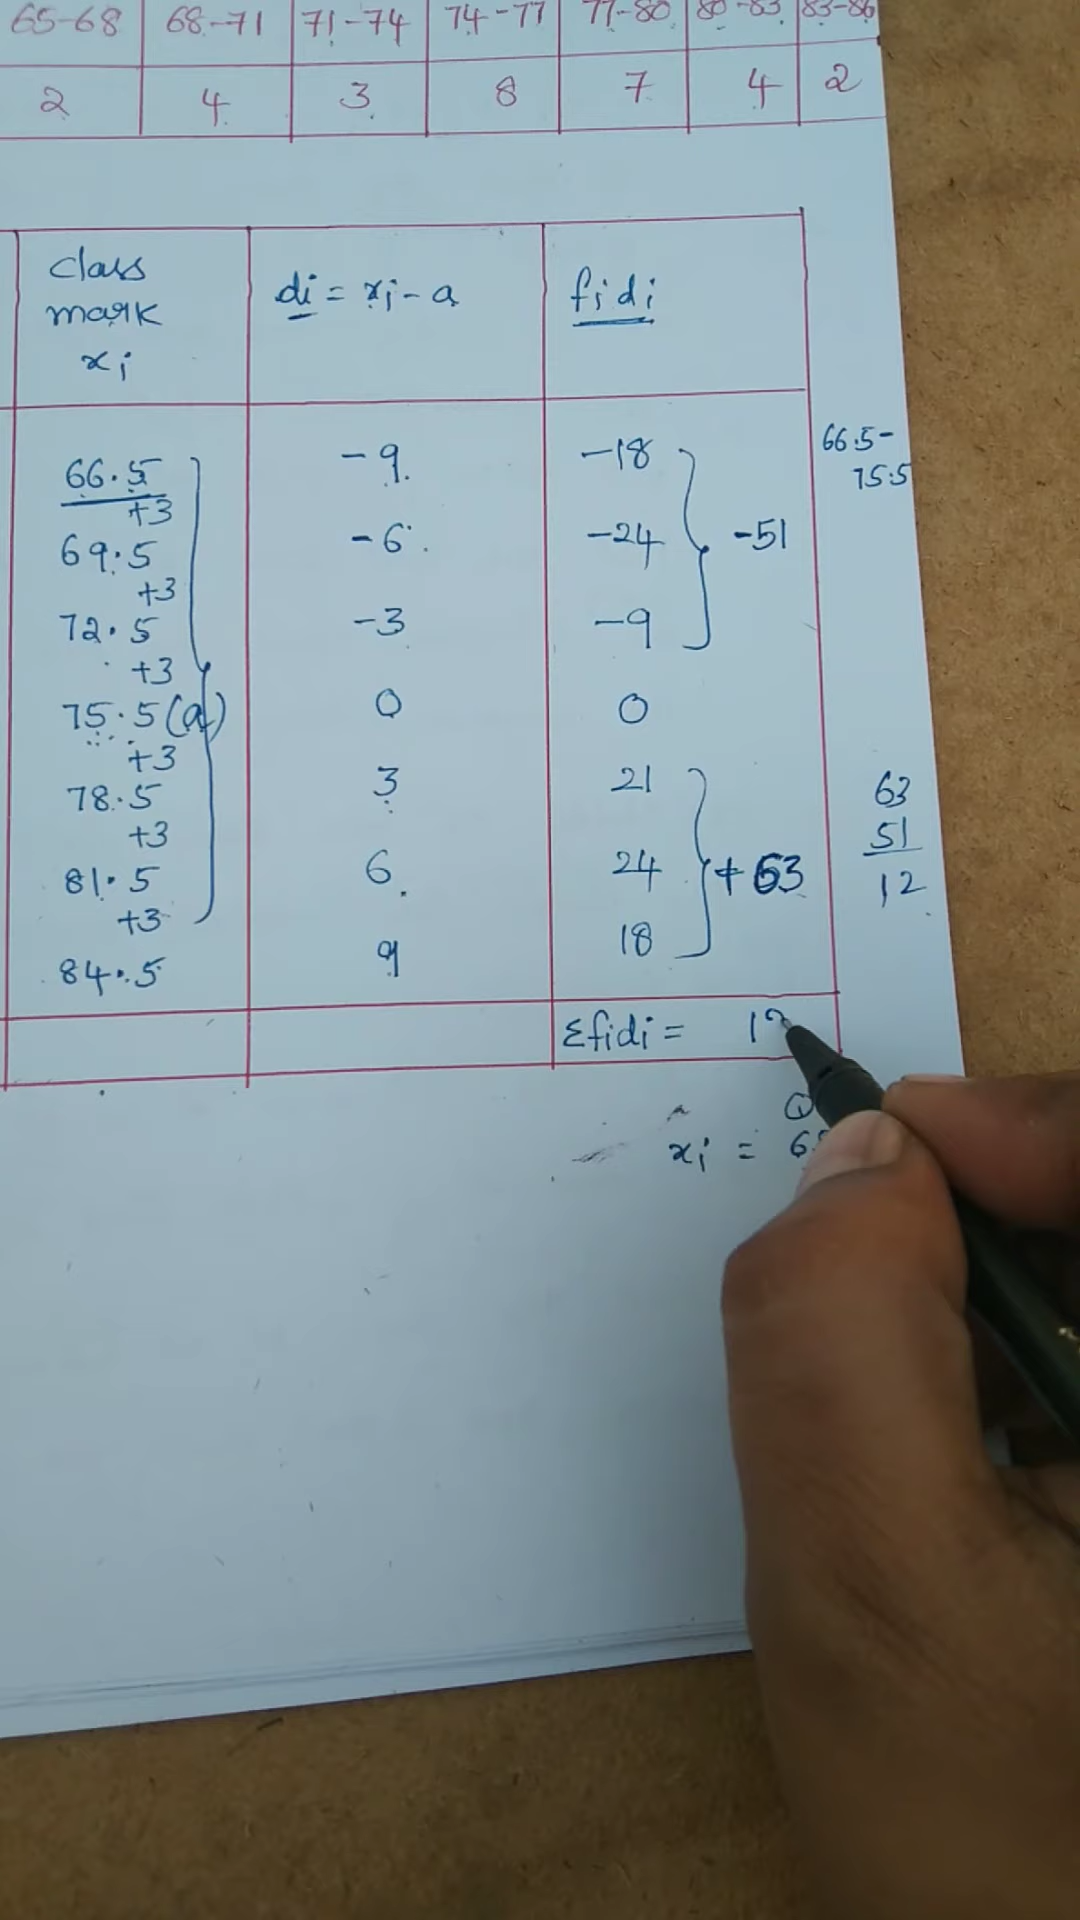 65-68 68-71 71-74 74-77 77-80 80-83 83-86
2 4 3 8 7 4 2
class mark xi
di = xi - a
fidi
66.5 -9 -18
+3
69.5 -6 -24 -51
+3
72.5 -3 -9
+3
75.5(a) 0 0
+3
78.5 3 21
+3
81.5 6 24 +63
+3
84.5 9 18
66.5-
75.5
63
51
12
Σfidi = 12
xi =